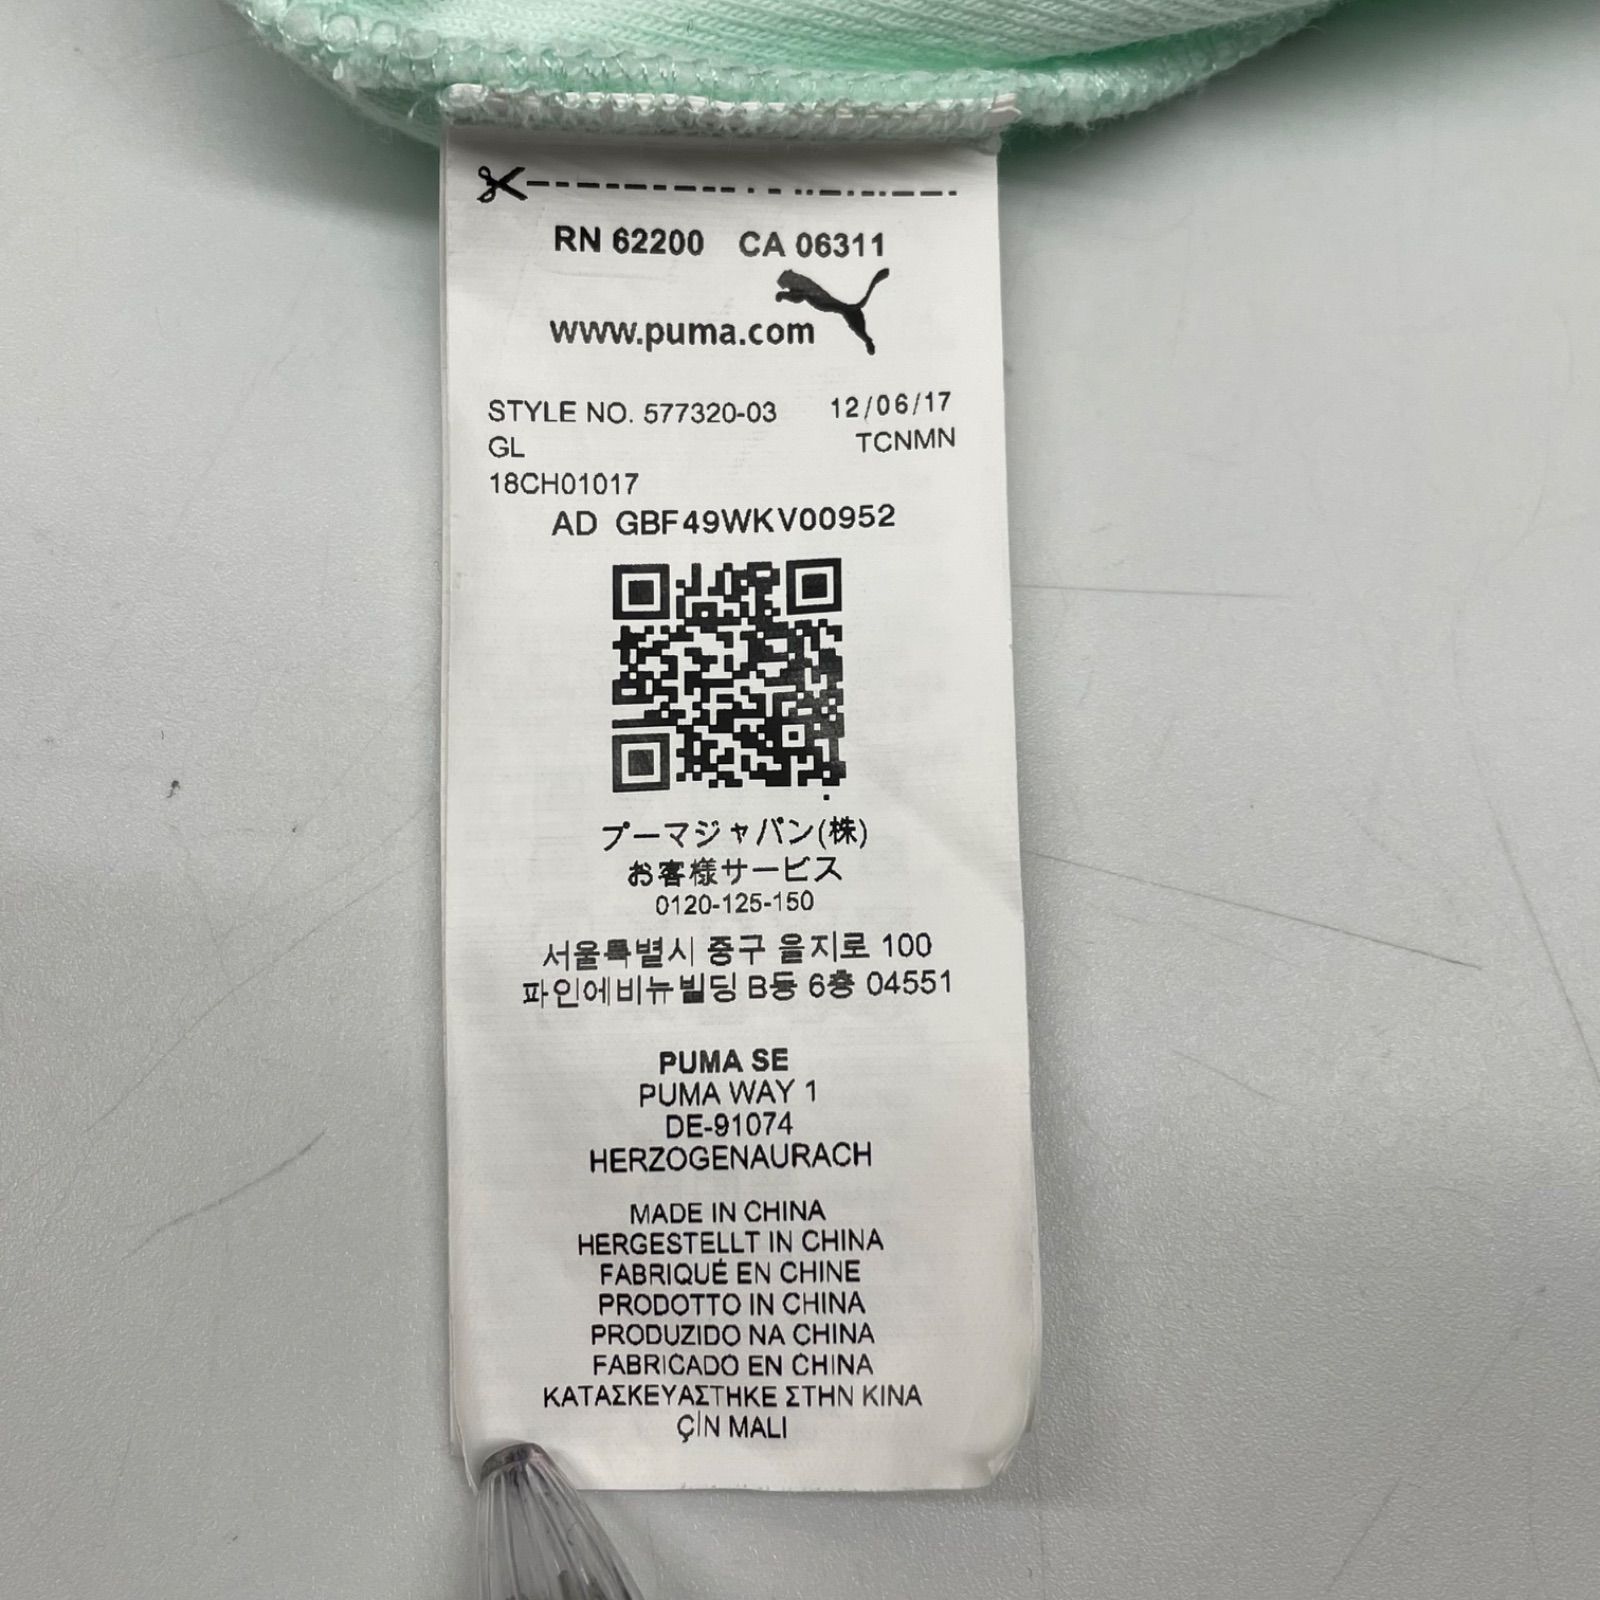 RN 62200 CA 06311
www.puma.com
STYLE NO. 577320-03 12/06/17
GL TCNMN
18CH01017
AD GBF49WKV00952
プーマジャパン(株)
お客様サービス
0120-125-150
서울특별시 중구 을지로 100
파인에비뉴빌딩 B동 6층 04551
PUMA SE
PUMA WAY 1
DE-91074
HERZOGENAURACH
MADE IN CHINA
HERGESTELLT IN CHINA
FABRIQUÉ EN CHINE
PRODOTTO IN CHINA
PRODUZIDO NA CHINA
FABRICADO EN CHINA
ΚΑΤΑΣΚΕΥΑΣΤΗΚΕ ΣΤΗΝ ΚΙΝΑ
ÇİN MALI